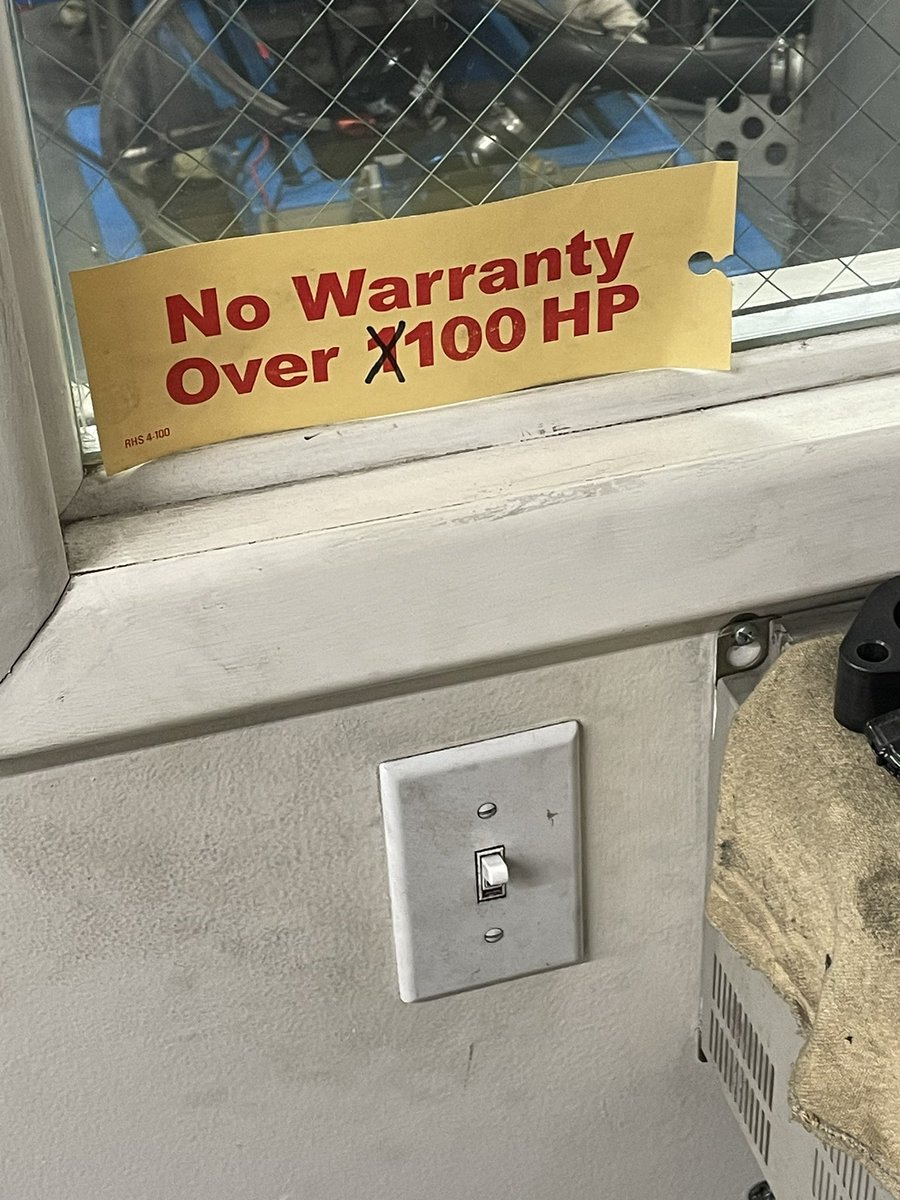 No Warranty
Over 1100 HP
RHS 4-100